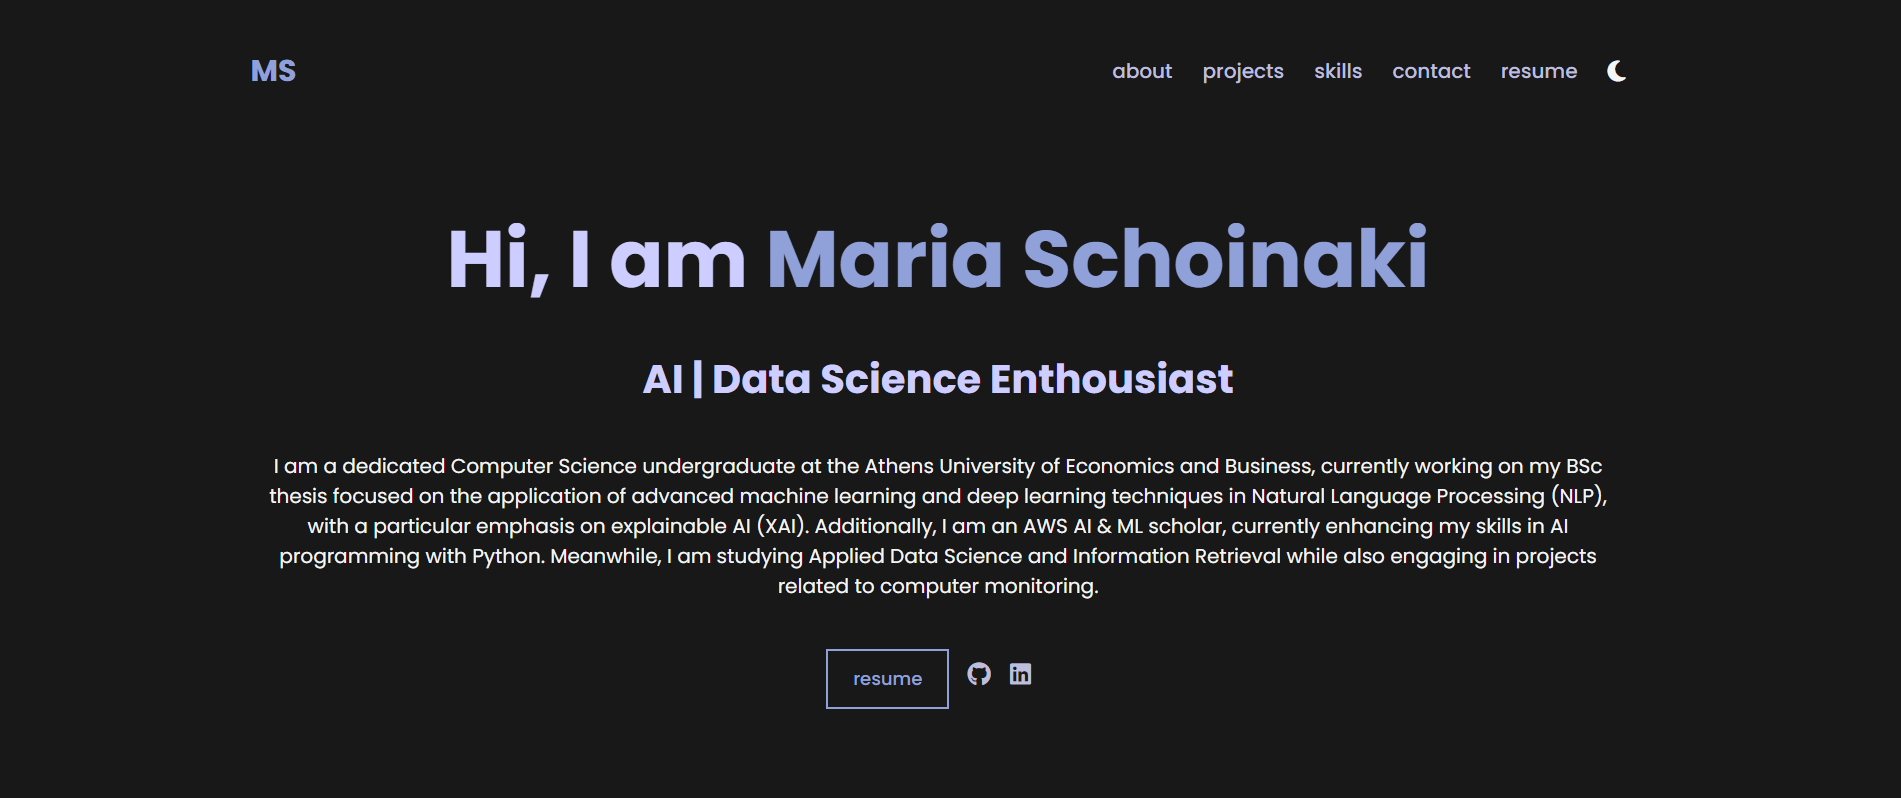 MS
about projects skills contact resume
Hi, I am Maria Schoinaki
AI | Data Science Enthousiast
I am a dedicated Computer Science undergraduate at the Athens University of Economics and Business, currently working on my BSc
thesis focused on the application of advanced machine learning and deep learning techniques in Natural Language Processing (NLP),
with a particular emphasis on explainable AI (XAI). Additionally, I am an AWS AI & ML scholar, currently enhancing my skills in AI
programming with Python. Meanwhile, I am studying Applied Data Science and Information Retrieval while also engaging in projects
related to computer monitoring.
resume